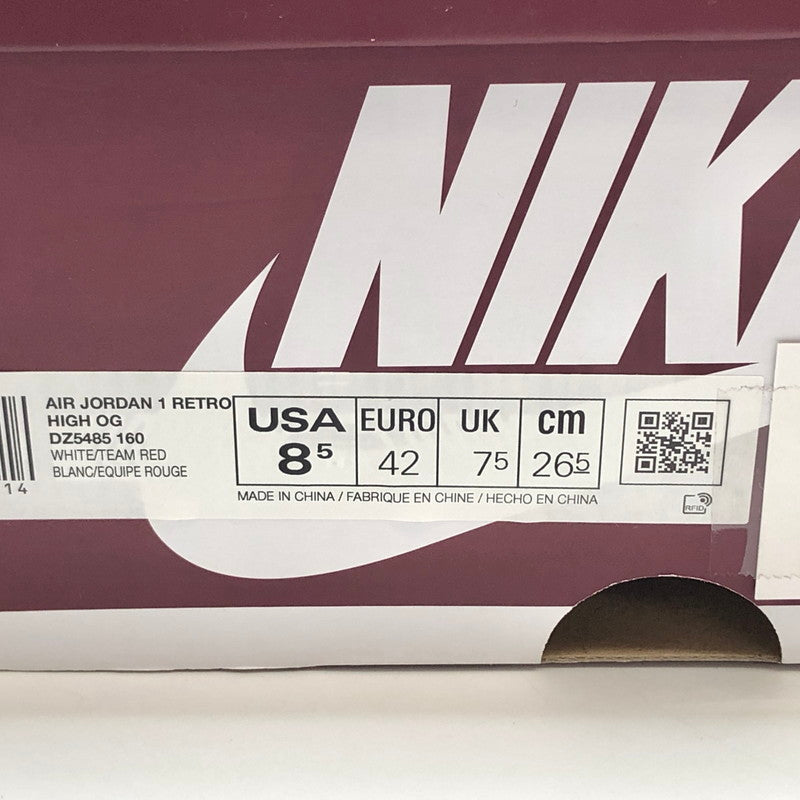 NIK
AIR JORDAN 1 RETRO
HIGH OG
DZ5485 160
WHITE/TEAM RED
BLANC/EQUIPE ROUGE
14
USA EURO UK cm
8⁵ 42 7⁵ 26⁵
MADE IN CHINA / FABRIQUE EN CHINE / HECHO EN CHINA
RFID